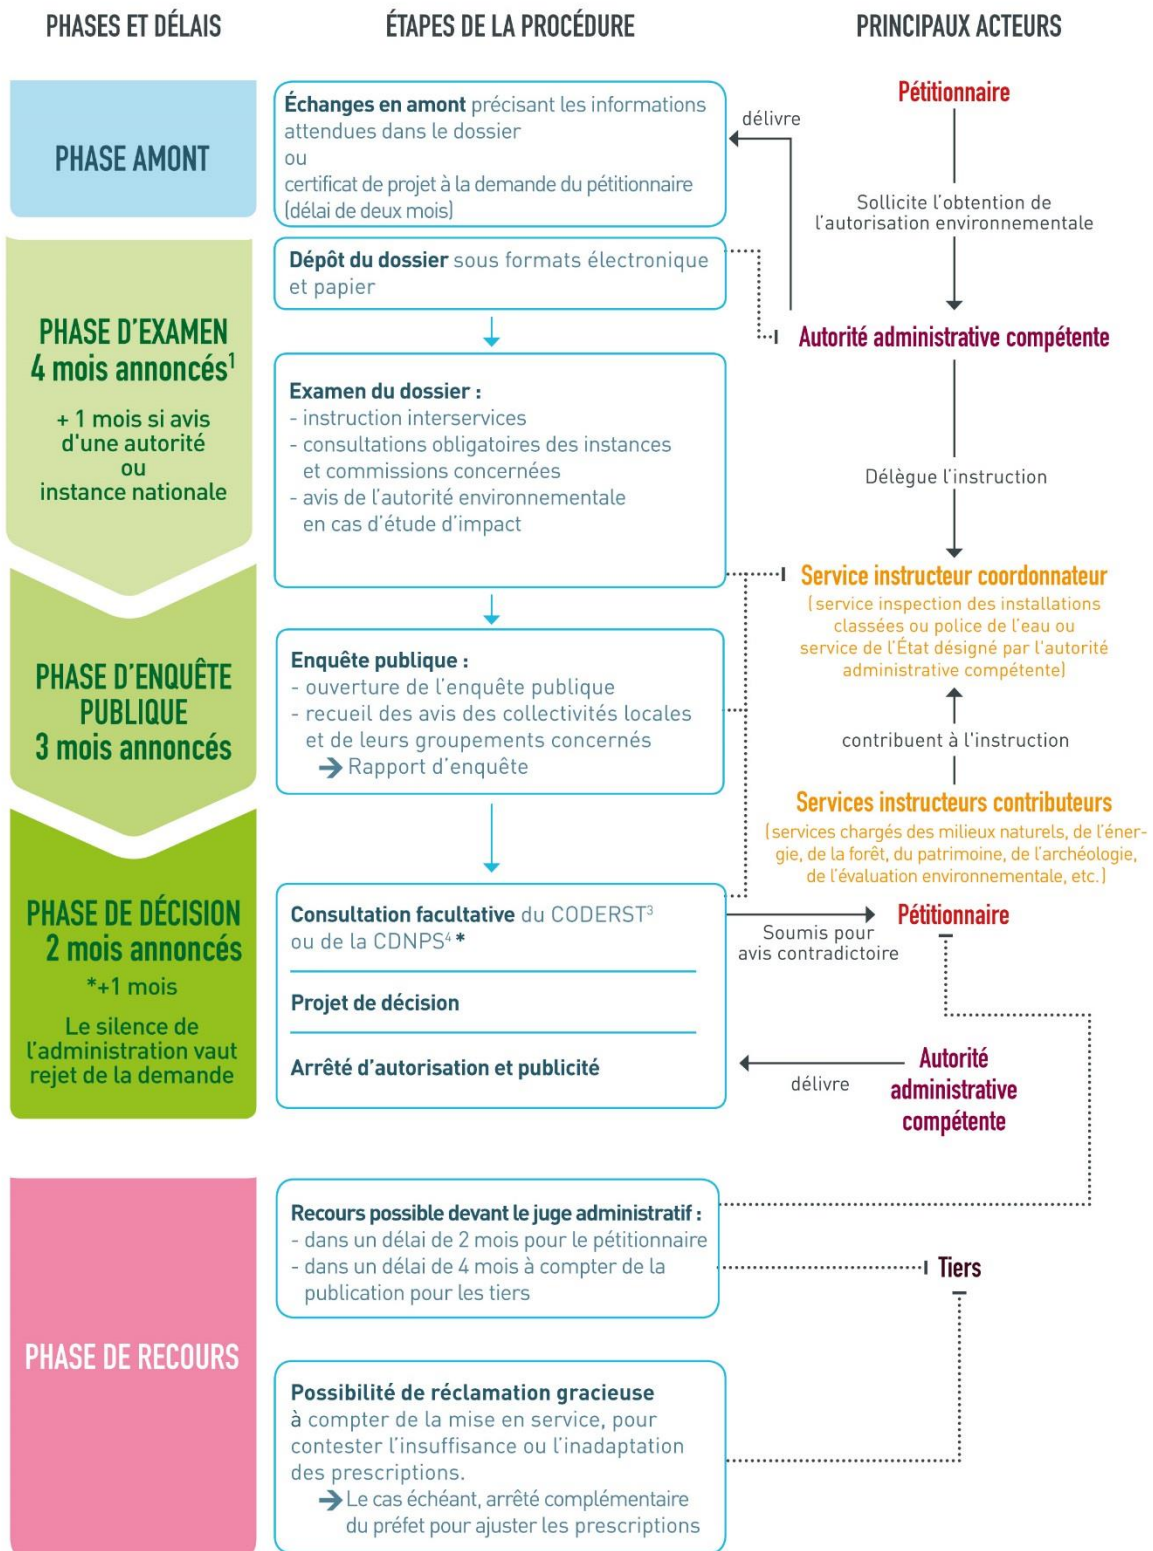 PHASES ET DÉLAIS
ÉTAPES DE LA PROCÉDURE
PRINCIPAUX ACTEURS
PHASE AMONT
Échanges en amont précisant les informations
attendues dans le dossier
ou
certificat de projet à la demande du pétitionnaire
(délai de deux mois)
délivre
Pétitionnaire
Sollicite l'obtention de
l'autorisation environnementale
PHASE D'EXAMEN
4 mois annoncés¹
+ 1 mois si avis
d'une autorité
ou
instance nationale
Dépôt du dossier sous formats électronique
et papier
Autorité administrative compétente
Examen du dossier :
- instruction interservices
- consultations obligatoires des instances
et commissions concernées
- avis de l'autorité environnementale
en cas d'étude d'impact
Délègue l'instruction
Service instructeur coordonnateur
(service inspection des installations
classées ou police de l'eau ou
service de l'État désigné par l'autorité
administrative compétente)
PHASE D'ENQUÊTE
PUBLIQUE
3 mois annoncés
Enquête publique :
- ouverture de l'enquête publique
- recueil des avis des collectivités locales
et de leurs groupements concernés
➔ Rapport d'enquête
contribuent à l'instruction
Services instructeurs contributeurs
(services chargés des milieux naturels, de l'éner-
gie, de la forêt, du patrimoine, de l'archéologie,
de l'évaluation environnementale, etc.)
PHASE DE DÉCISION
2 mois annoncés
*+1 mois
Le silence de
l'administration vaut
rejet de la demande
Consultation facultative du CODERST³
ou de la CDNPS⁴ *
Projet de décision
Arrêté d'autorisation et publicité
Soumis pour
avis contradictoire
Pétitionnaire
délivre
Autorité
administrative
compétente
PHASE DE RECOURS
Recours possible devant le juge administratif :
- dans un délai de 2 mois pour le pétitionnaire
- dans un délai de 4 mois à compter de la
publication pour les tiers
Tiers
Possibilité de réclamation gracieuse
à compter de la mise en service, pour
contester l'insuffisance ou l'inadaptation
des prescriptions.
➔ Le cas échéant, arrêté complémentaire
du préfet pour ajuster les prescriptions